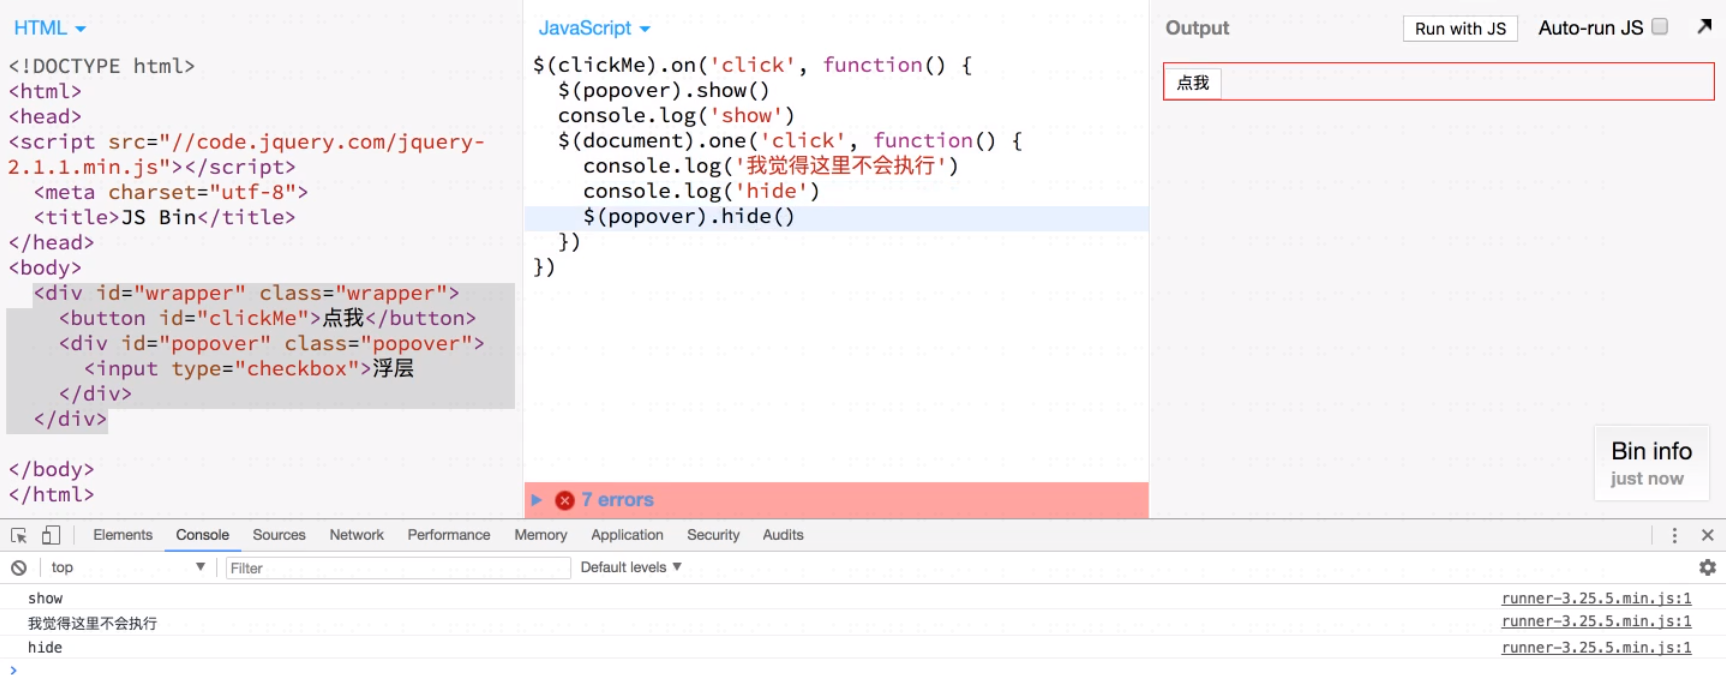 HTML
<!DOCTYPE html>
<html>
<head>
<script src="//code.jquery.com/jquery-
2.1.1.min.js"></script>
<meta charset="utf-8">
<title>JS Bin</title>
</head>
<body>
<div id="wrapper" class="wrapper">
<button id="clickMe">点我</button>
<div id="popover" class="popover">
<input type="checkbox">浮层
</div>
</div>
</body>
</html>
JavaScript
$(clickMe).on('click', function() {
$(popover).show()
console.log('show')
$(document).one('click', function() {
console.log('我觉得这里不会执行')
console.log('hide')
$(popover).hide()
})
})
7 errors
Output Run with JS Auto-run JS
点我
Bin info
just now
Elements Console Sources Network Performance Memory Application Security Audits
top Filter Default levels
show runner-3.25.5.min.js:1
我觉得这里不会执行 runner-3.25.5.min.js:1
hide runner-3.25.5.min.js:1